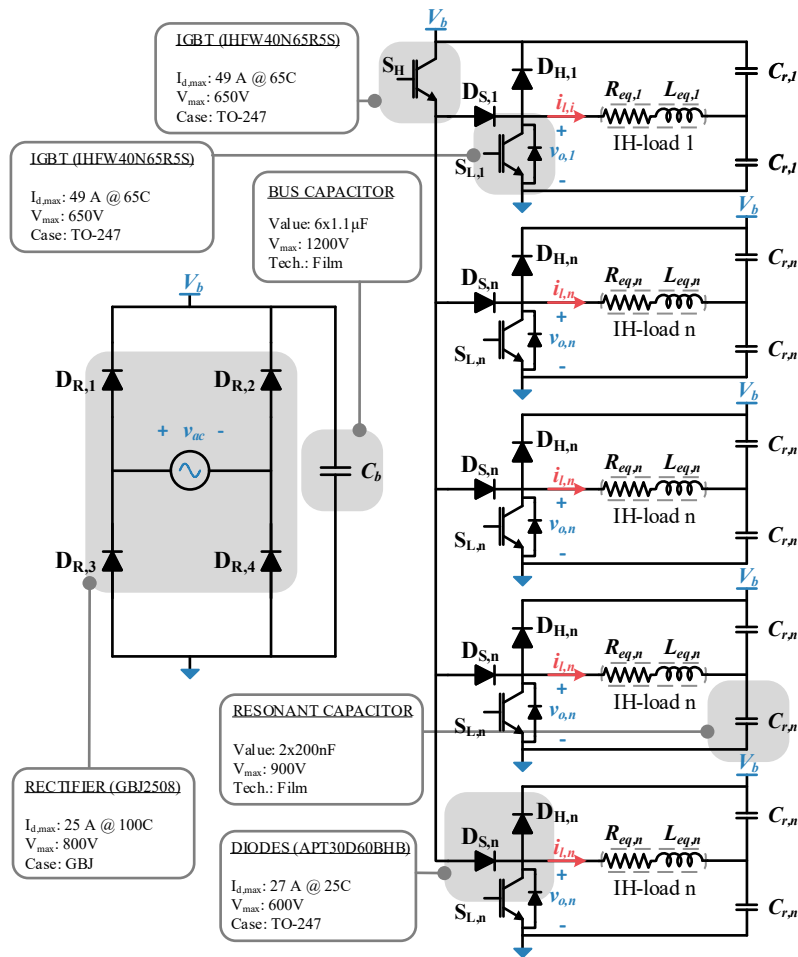 V_b
IGBT (IHFW40N65R5S)
I_d,max: 49 A @ 65C
V_max: 650V
Case: TO-247
S_H
D_H,1
D_S,1
i_l,i
R_eq,1
L_eq,1
C_r,1
IH-load 1
+
v_o,1
-
S_L,1
C_r,1
IGBT (IHFW40N65R5S)
I_d,max: 49 A @ 65C
V_max: 650V
Case: TO-247
BUS CAPACITOR
Value: 6x1.1µF
V_max: 1200V
Tech.: Film
V_b
D_H,n
D_S,n
i_l,n
R_eq,n
L_eq,n
C_r,n
IH-load n
+
v_o,n
-
S_L,n
C_r,n
V_b
D_R,1
D_R,2
+ v_ac -
C_b
D_R,3
D_R,4
V_b
D_H,n
D_S,n
i_l,n
R_eq,n
L_eq,n
C_r,n
IH-load n
+
v_o,n
-
S_L,n
C_r,n
V_b
D_H,n
D_S,n
i_l,n
R_eq,n
L_eq,n
C_r,n
IH-load n
+
v_o,n
-
S_L,n
C_r,n
RESONANT CAPACITOR
Value: 2x200nF
V_max: 900V
Tech.: Film
RECTIFIER (GBJ2508)
I_d,max: 25 A @ 100C
V_max: 800V
Case: GBJ
V_b
D_H,n
D_S,n
i_l,n
R_eq,n
L_eq,n
C_r,n
IH-load n
+
v_o,n
-
S_L,n
C_r,n
DIODES (APT30D60BHB)
I_d,max: 27 A @ 25C
V_max: 600V
Case: TO-247